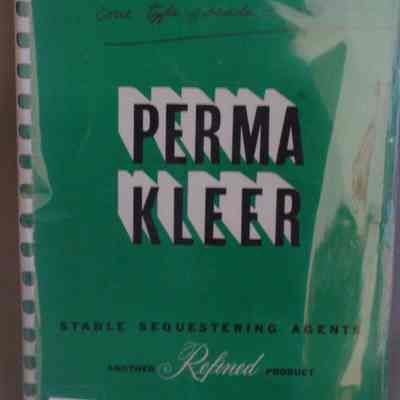 PERMA
KLEER
STABLE SEQUESTERING AGENTS
ANOTHER Refined PRODUCT